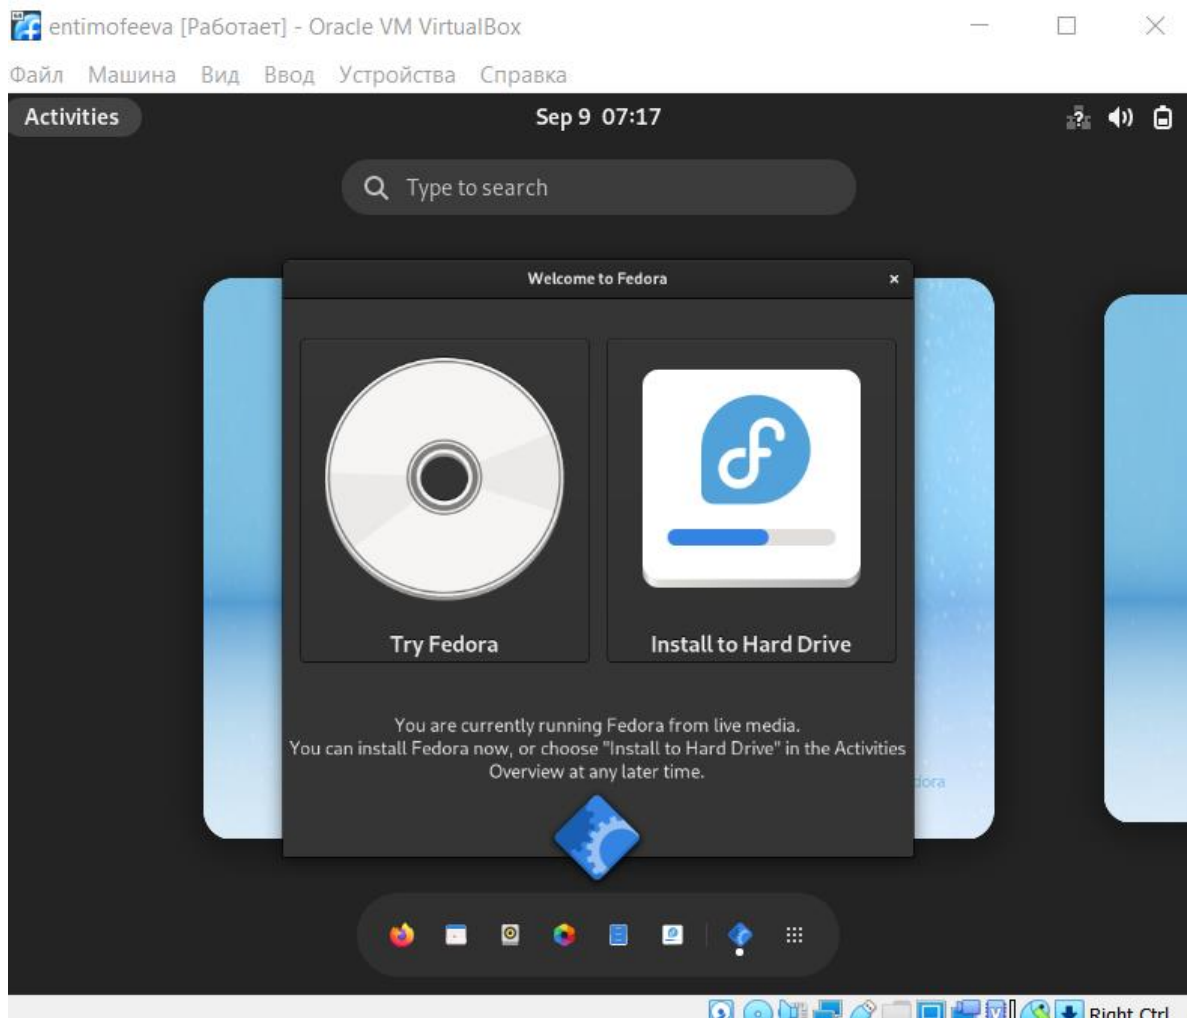 entimofeeva [Работает] - Oracle VM VirtualBox
Файл Машина Вид Ввод Устройства Справка
Activities
Sep 9 07:17
Type to search
Welcome to Fedora
Try Fedora
Install to Hard Drive
You are currently running Fedora from live media.
You can install Fedora now, or choose "Install to Hard Drive" in the Activities
Overview at any later time.
dora
Right Ctrl